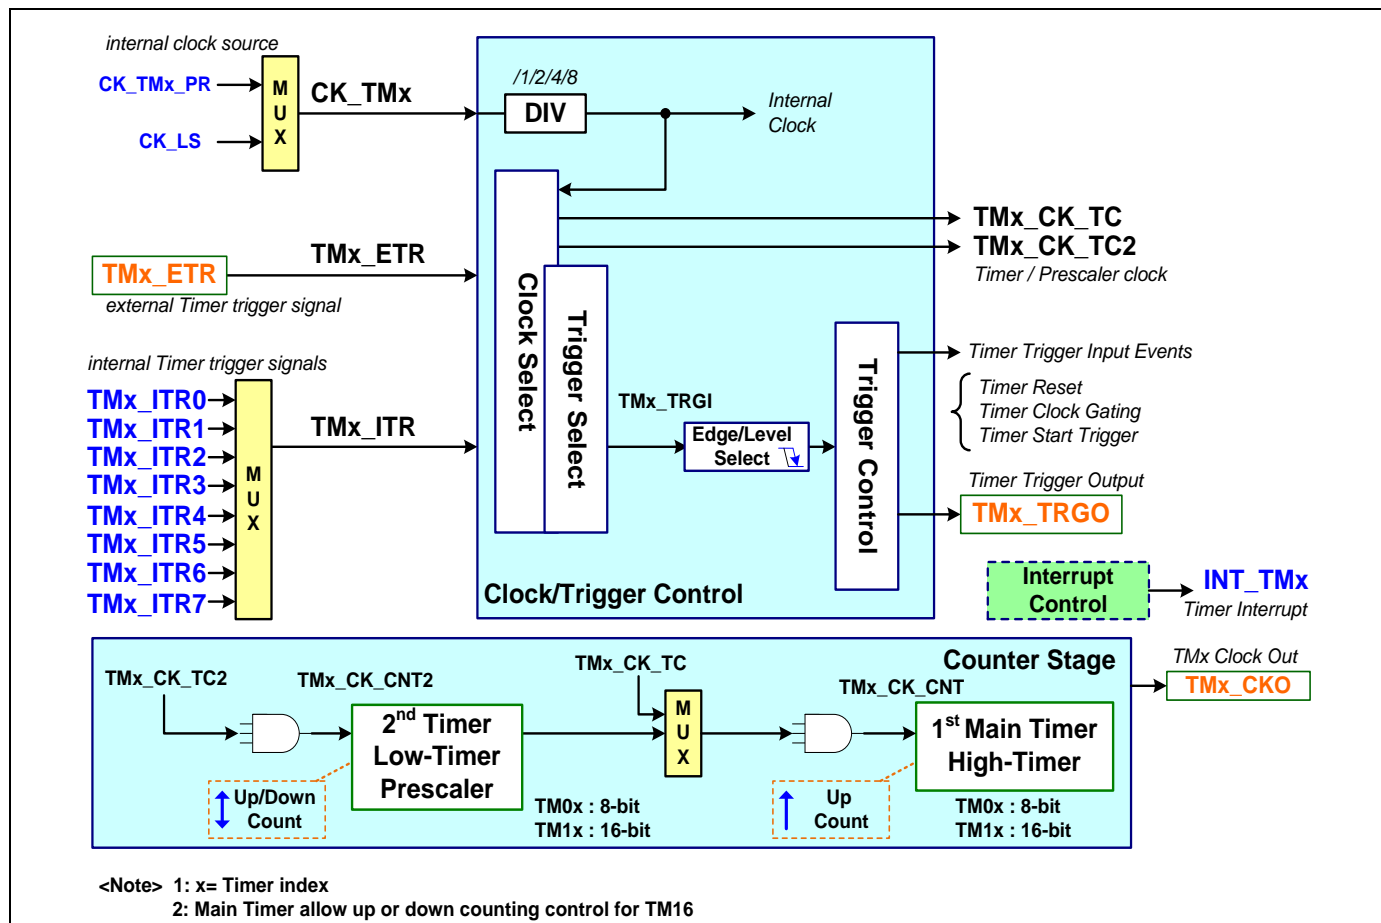 internal clock source
CK_TMx_PR
CK_LS
MUX
CK_TMx
/1/2/4/8
DIV
Internal
Clock
TMx_CK_TC
TMx_CK_TC2
Timer / Prescaler clock
TMx_ETR
TMx_ETR
external Timer trigger signal
Clock Select
Trigger Select
internal Timer trigger signals
TMx_ITR0
TMx_ITR1
TMx_ITR2
TMx_ITR3
TMx_ITR4
TMx_ITR5
TMx_ITR6
TMx_ITR7
MUX
TMx_ITR
TMx_TRGI
Edge/Level
Select
Trigger Control
Timer Trigger Input Events
Timer Reset
Timer Clock Gating
Timer Start Trigger
Timer Trigger Output
TMx_TRGO
Clock/Trigger Control
Interrupt
Control
INT_TMx
Timer Interrupt
Counter Stage
TMx_CK_TC2
TMx_CK_CNT2
2nd Timer
Low-Timer
Prescaler
Up/Down
Count
TM0x : 8-bit
TM1x : 16-bit
TMx_CK_TC
MUX
TMx_CK_CNT
1st Main Timer
High-Timer
Up
Count
TM0x : 8-bit
TM1x : 16-bit
TMx Clock Out
TMx_CKO
<Note> 1: x= Timer index
2: Main Timer allow up or down counting control for TM16